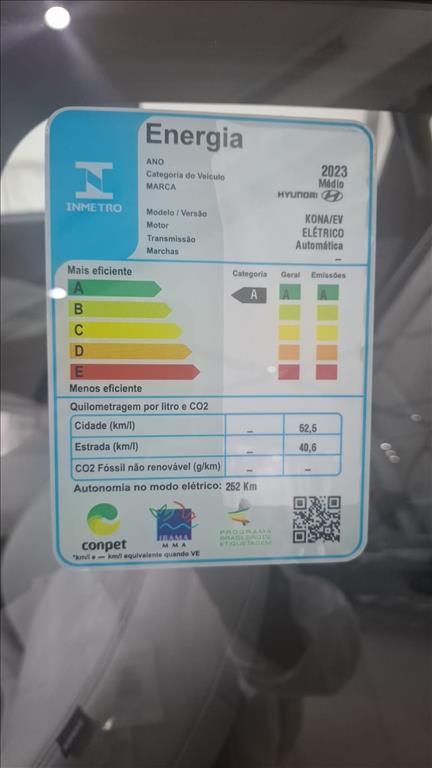 Energia
ANO 2023
Categoria do Veículo Médio
MARCA HYUNDAI
INMETRO
Modelo / Versão KONA/EV
Motor ELÉTRICO
Transmissão Automática
Marchas –
Mais eficiente
Categoria Geral Emissões
A A A A
B
C
D
E
Menos eficiente
Quilometragem por litro e CO2
Cidade (km/l) – 52,5
Estrada (km/l) – 40,6
CO2 Fóssil não renovável (g/km) – –
Autonomia no modo elétrico: 252 Km
conpet
IBAMA
MMA
PROGRAMA
BRASILEIRO DE
ETIQUETAGEM
*km/l e — km/l equivalente quando VE